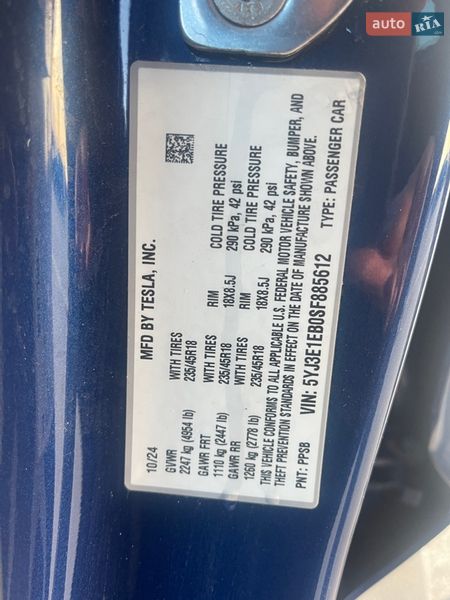 auto RIA
.com
MFD BY TESLA, INC.
10/24
GVWR
2247 kg (4954 lb)
GAWR FRT WITH TIRES RIM COLD TIRE PRESSURE
1110 kg (2447 lb) 235/45R18 18X8.5J 290 kPa, 42 psi
GAWR RR WITH TIRES RIM COLD TIRE PRESSURE
1260 kg (2778 lb) 235/45R18 18X8.5J 290 kPa, 42 psi
THIS VEHICLE CONFORMS TO ALL APPLICABLE U.S. FEDERAL MOTOR VEHICLE SAFETY, BUMPER, AND
THEFT PREVENTION STANDARDS IN EFFECT ON THE DATE OF MANUFACTURE SHOWN ABOVE.
VIN: 5YJ3E1EB0SF885612
PNT: PPSB TYPE: PASSENGER CAR